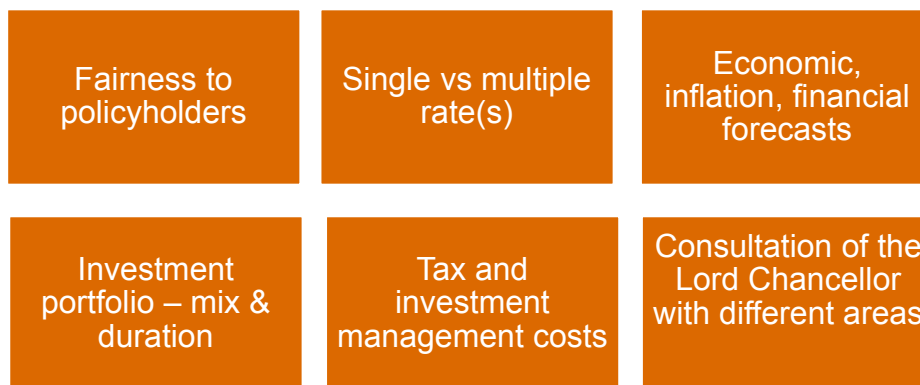 Fairness to
policyholders
Single vs multiple
rate(s)
Economic,
inflation, financial
forecasts
Investment
portfolio – mix &
duration
Tax and
investment
management costs
Consultation of the
Lord Chancellor
with different areas